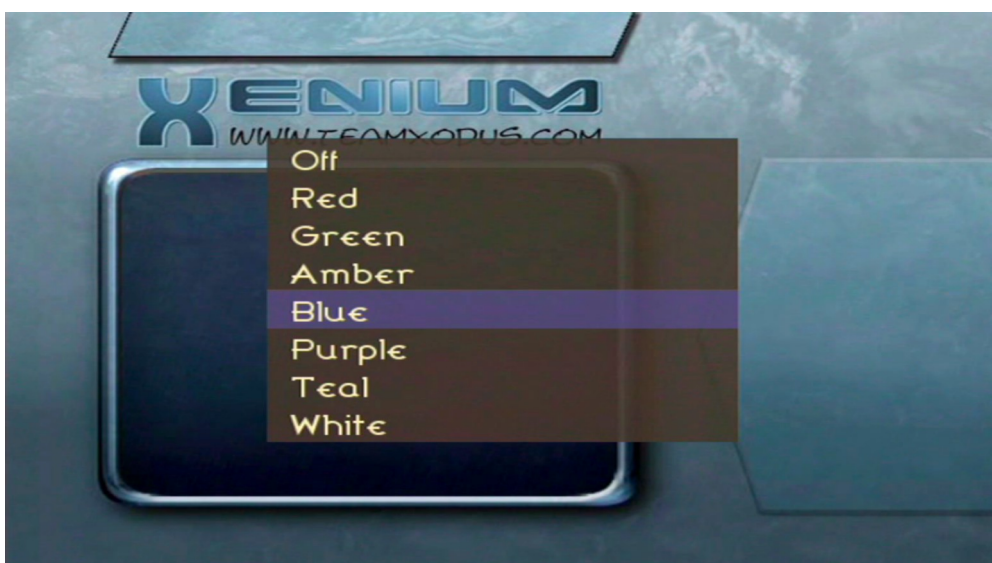 XENIUM
WWW.TEAMXODUS.COM
Off
Red
Green
Amber
Blue
Purple
Teal
White